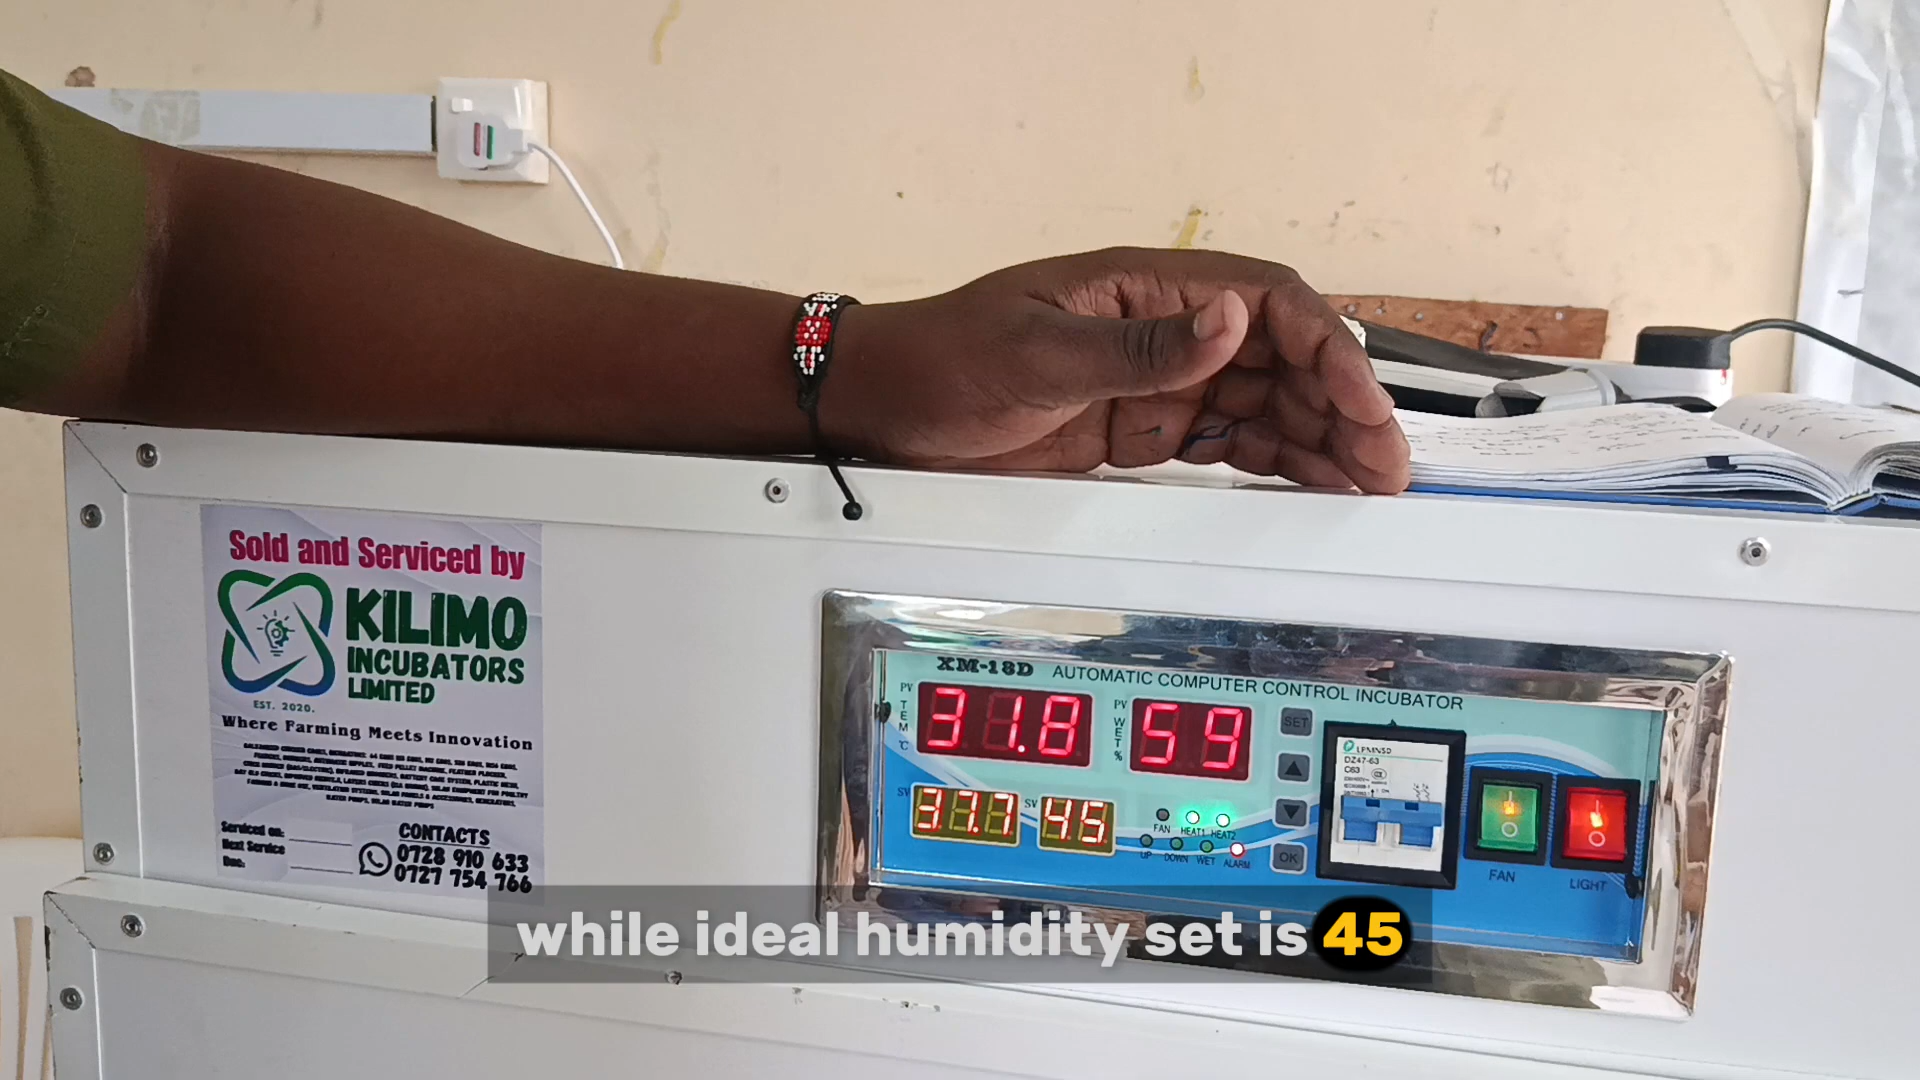 Sold and Serviced by
KILIMO
INCUBATORS
LIMITED
EST. 2020.
Where Farming Meets Innovation
Serviced on:
Next Service
Due:
CONTACTS
0728 910 633
0727 754 766
XM-18D AUTOMATIC COMPUTER CONTROL INCUBATOR
PV TEM °C 31.8
PV WET % 59
SV 37.7
SV 45
FAN HEAT1 HEAT2
UP DOWN WET ALARM
SET
OK
DZ47-63
C63
FAN
LIGHT
while ideal humidity set is 45